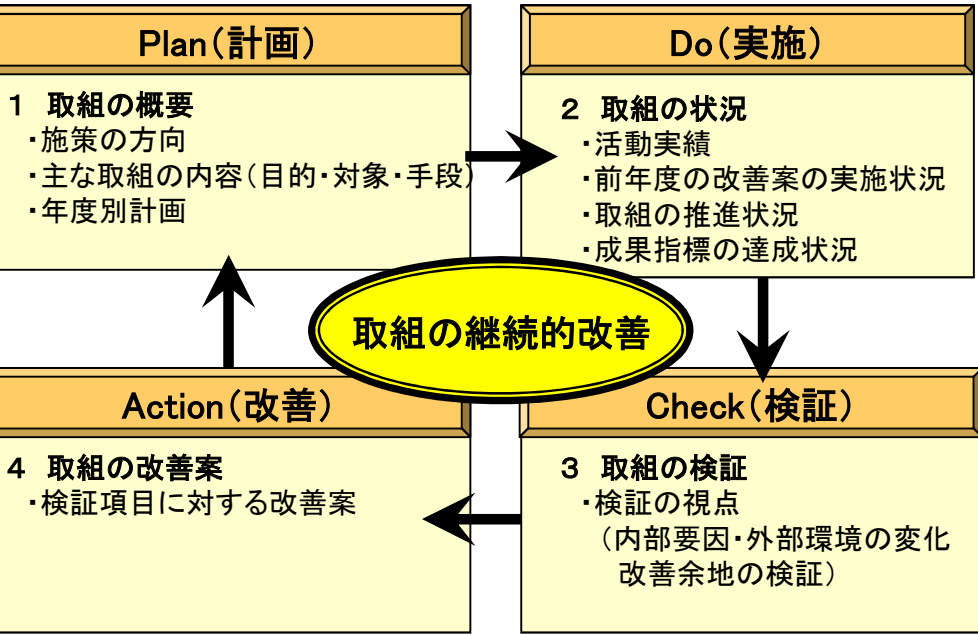 Plan(計画)
1 取組の概要
・施策の方向
・主な取組の内容(目的・対象・手段)
・年度別計画
Do(実施)
2 取組の状況
・活動実績
・前年度の改善案の実施状況
・取組の推進状況
・成果指標の達成状況
取組の継続的改善
Action(改善)
4 取組の改善案
・検証項目に対する改善案
Check(検証)
3 取組の検証
・検証の視点
(内部要因・外部環境の変化
改善余地の検証)